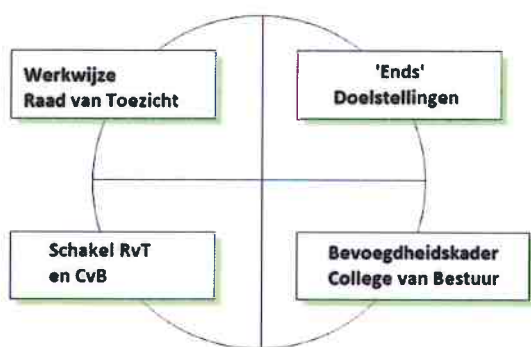 Werkwijze
Raad van Toezicht
'Ends'
Doelstellingen
Schakel RvT
en CvB
Bevoegdheidskader
College van Bestuur